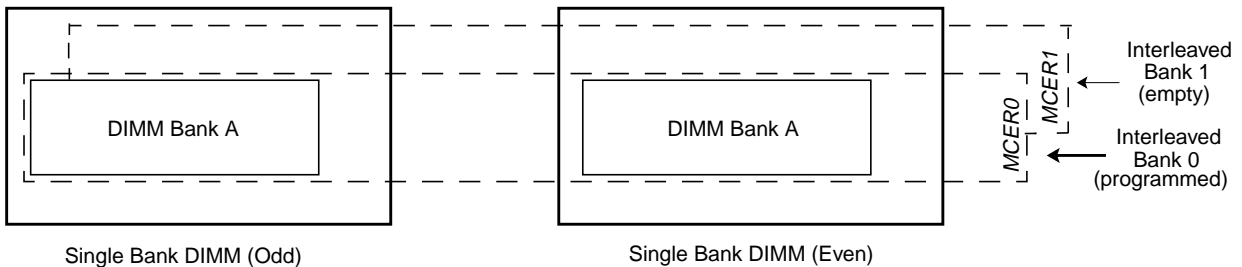 DIMM Bank A
DIMM Bank A
MCER0
MCER1
Interleaved
Bank 1
(empty)
Interleaved
Bank 0
(programmed)
Single Bank DIMM (Odd)
Single Bank DIMM (Even)